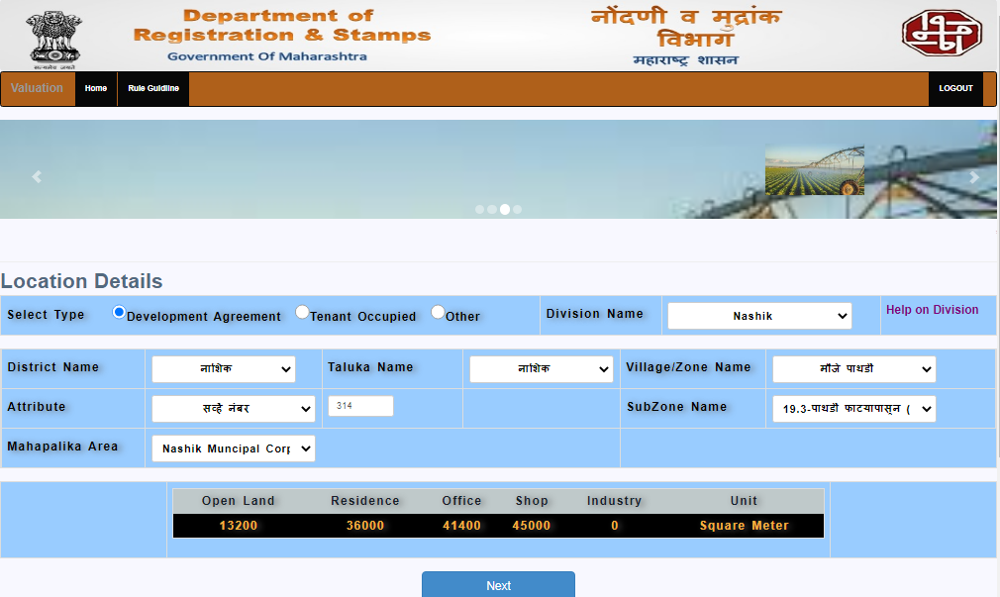 Department of
Registration & Stamps
Government Of Maharashtra
नोंदणी व मुद्रांक
विभाग
महाराष्ट्र शासन
Valuation Home Rule Guidline LOGOUT
Location Details
Select Type Development Agreement Tenant Occupied Other Division Name Nashik Help on Division
District Name नाशिक Taluka Name नाशिक Village/Zone Name मौजे पाथर्डी
Attribute सर्व्हे नंबर 314 SubZone Name 19.3-पाथर्डी फाटयापासून (
Mahapalika Area Nashik Muncipal Corp
Open Land Residence Office Shop Industry Unit
13200 36000 41400 45000 0 Square Meter
Next